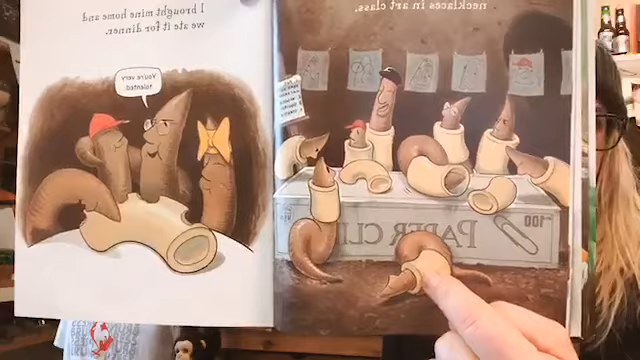 I brought mine home and
we ate it for dinner.
You're very
talented.
necklaces in art class.
PAPER CLI
100